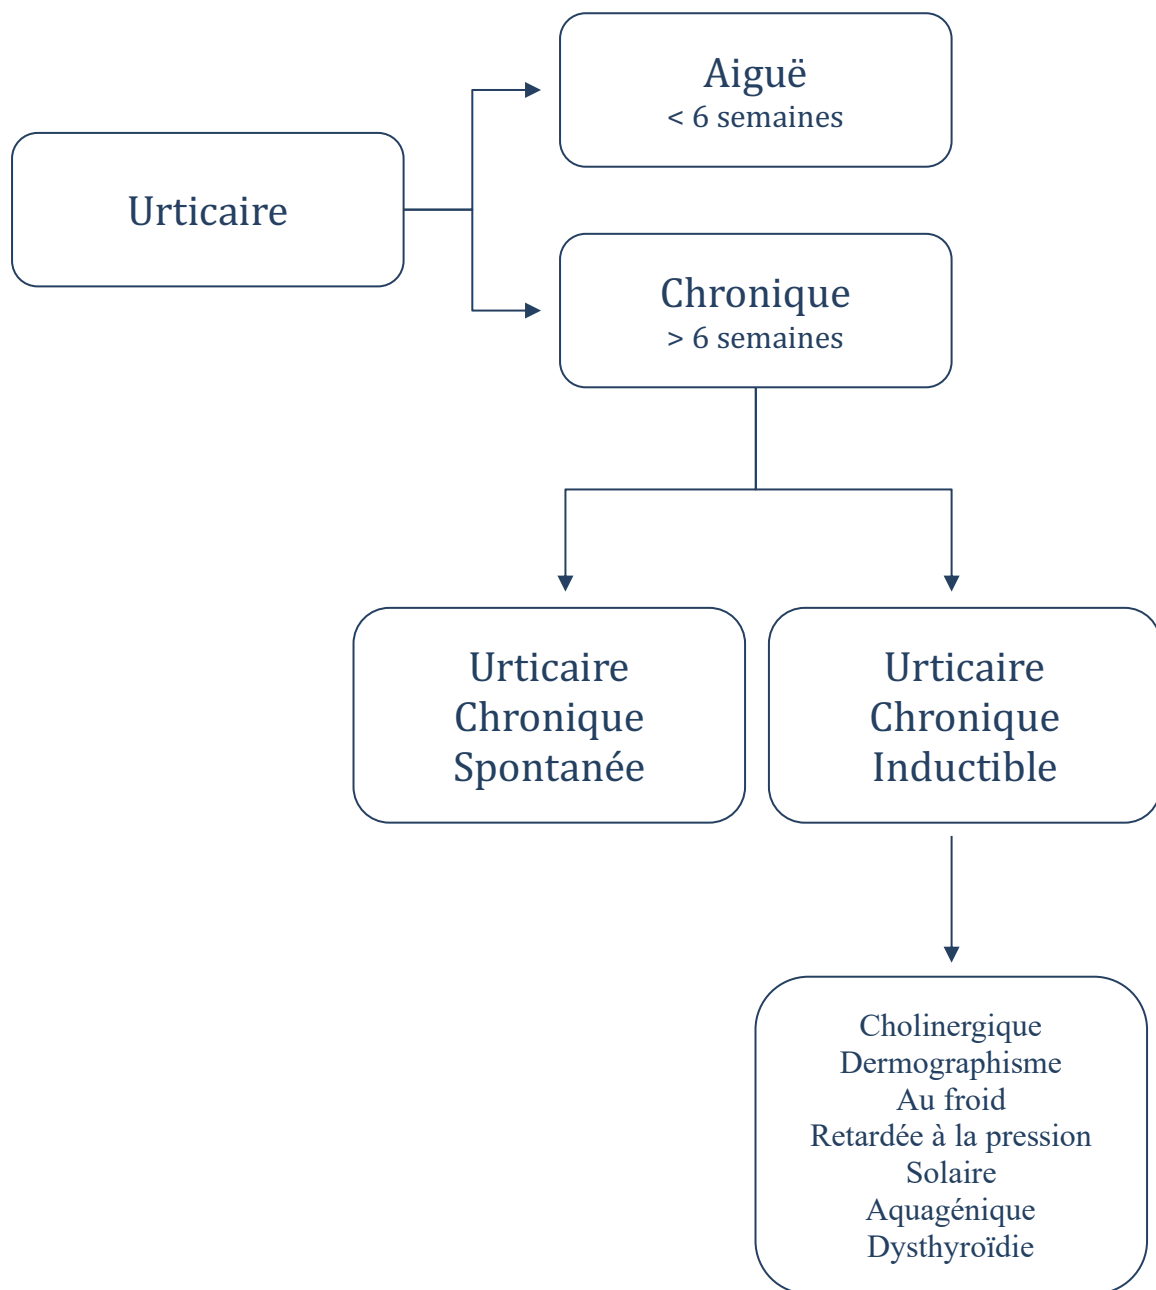 Aiguë
< 6 semaines
Urticaire
Chronique
> 6 semaines
Urticaire
Chronique
Spontanée
Urticaire
Chronique
Inductible
Cholinergique
Dermographisme
Au froid
Retardée à la pression
Solaire
Aquagénique
Dysthyroïdie